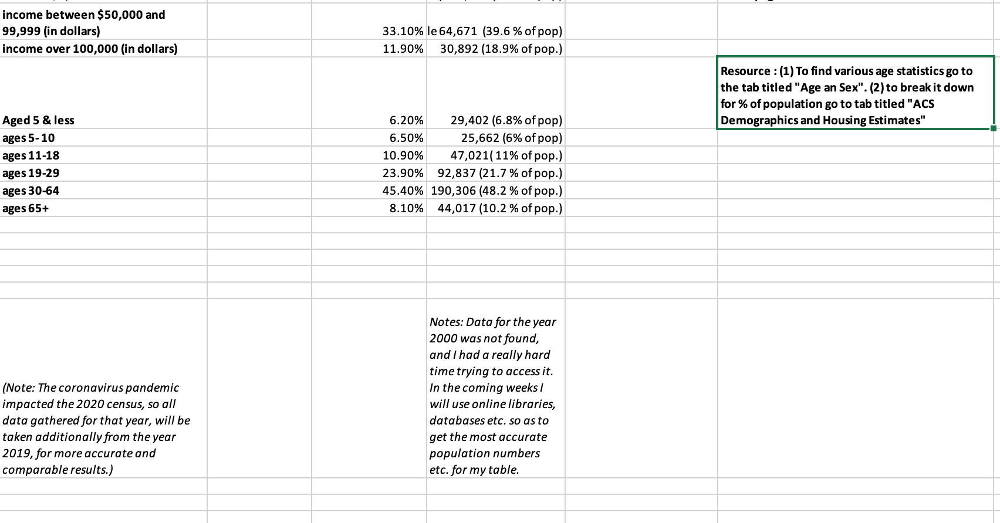 income between $50,000 and
99,999 (in dollars)
33.10% le 64,671 (39.6 % of pop)
income over 100,000 (in dollars) 11.90% 30,892 (18.9% of pop.)
Resource : (1) To find various age statistics go to
the tab titled "Age an Sex". (2) to break it down
for % of population go to tab titled "ACS
Demographics and Housing Estimates"
Aged 5 & less 6.20% 29,402 (6.8% of pop)
ages 5- 10 6.50% 25,662 (6% of pop)
ages 11-18 10.90% 47,021( 11% of pop.)
ages 19-29 23.90% 92,837 (21.7 % of pop.)
ages 30-64 45.40% 190,306 (48.2 % of pop.)
ages 65+ 8.10% 44,017 (10.2 % of pop.)
Notes: Data for the year
2000 was not found,
and I had a really hard
time trying to access it.
In the coming weeks I
will use online libraries,
databases etc. so as to
get the most accurate
population numbers
etc. for my table.
(Note: The coronavirus pandemic
impacted the 2020 census, so all
data gathered for that year, will be
taken additionally from the year
2019, for more accurate and
comparable results.)